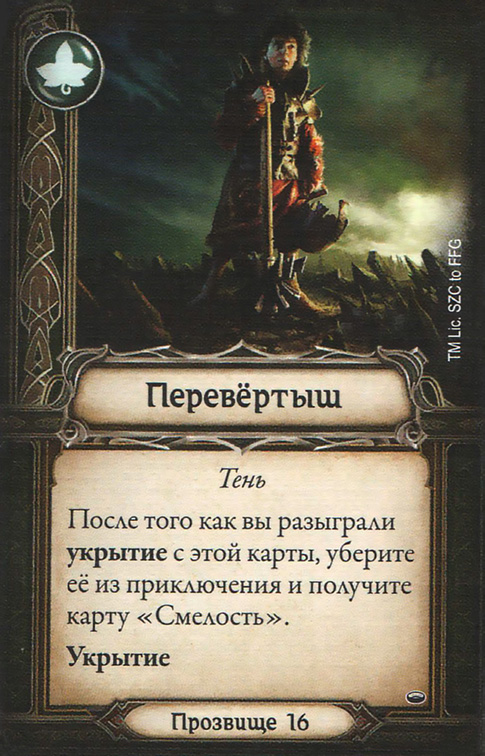 TM Lic. SZC to FFG
Перевёртыш
Тень
После того как вы разыграли
укрытие с этой карты, уберите
её из приключения и получите
карту «Смелость».
Укрытие
Прозвище 16